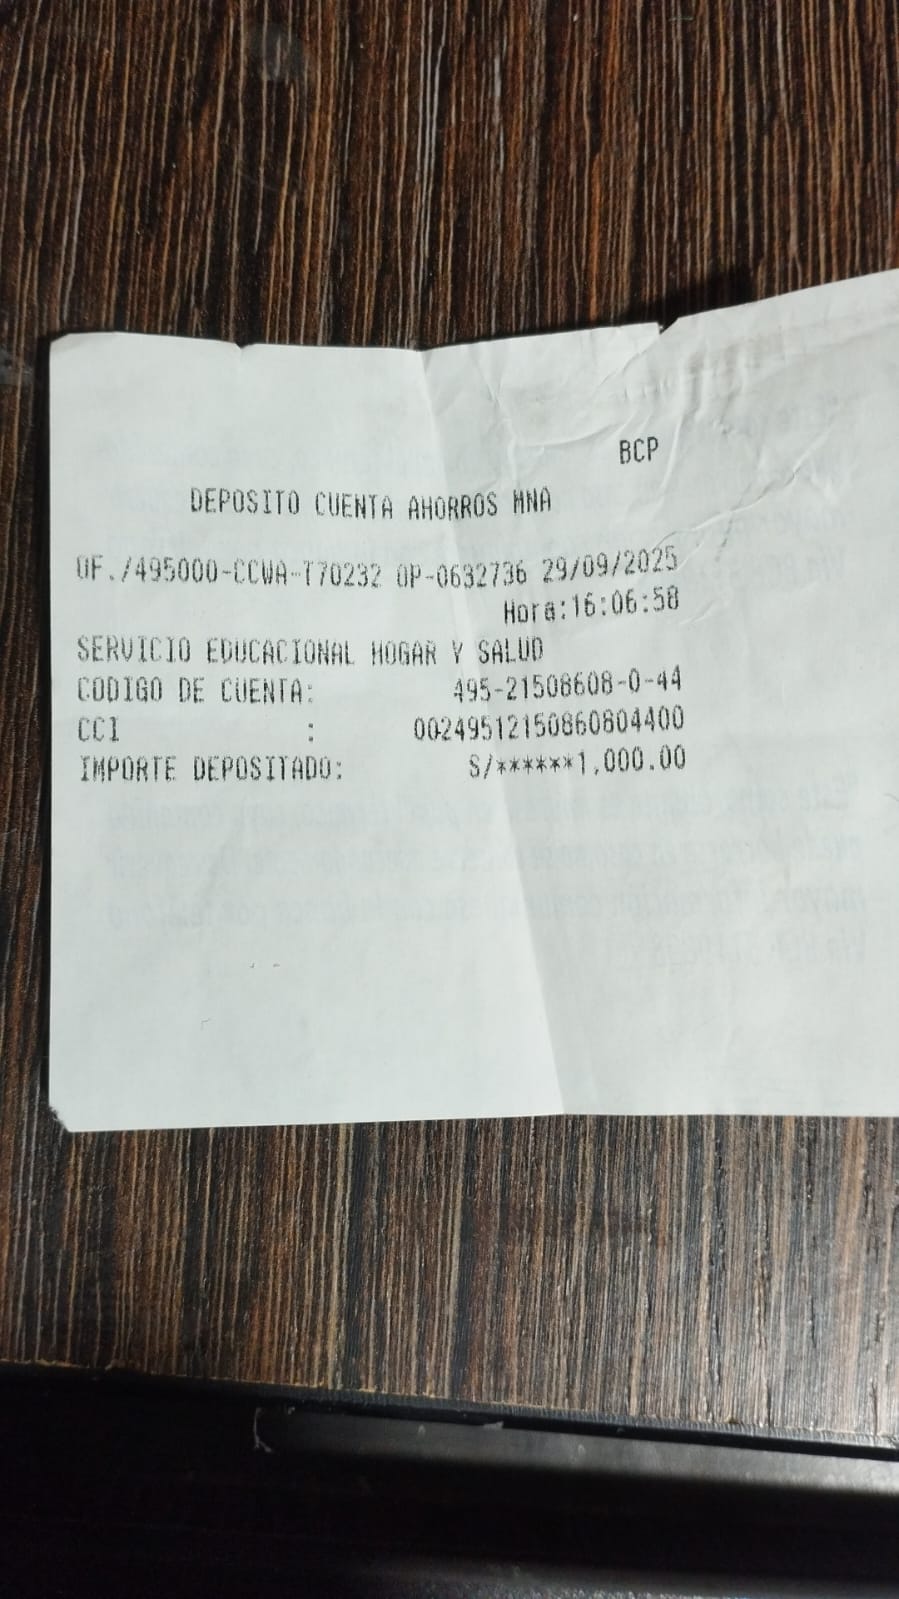 BCP
DEPOSITO CUENTA AHORROS MNA
OF./495000-CCWA-T70232 OP-0632736 29/09/2025
Hora:16:06:58
SERVICIO EDUCACIONAL HOGAR Y SALUD
CODIGO DE CUENTA: 495-21508608-0-44
CCI : 00249512150860804400
IMPORTE DEPOSITADO: S/******1,000.00